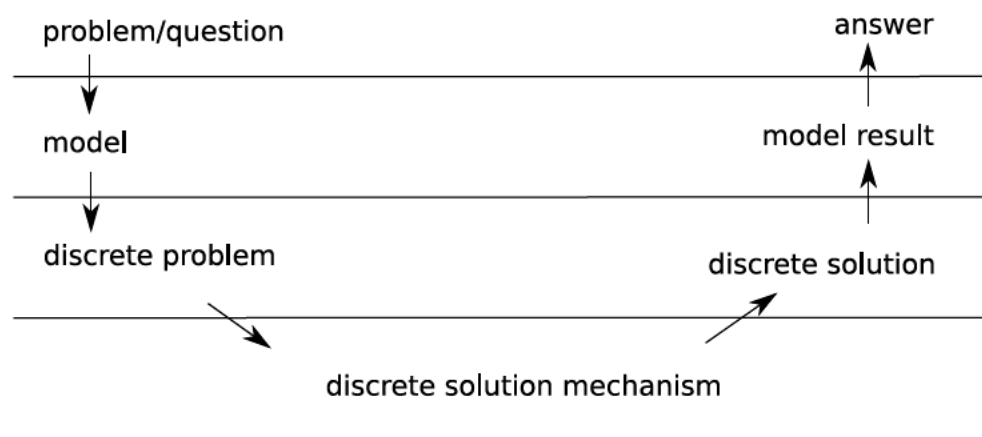 problem/question
answer
model
model result
discrete problem
discrete solution
discrete solution mechanism